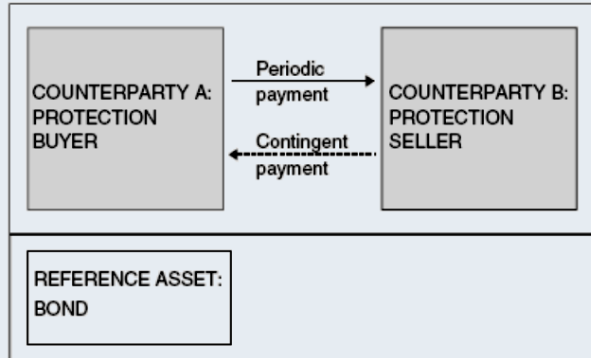 COUNTERPARTY A:
PROTECTION
BUYER
Periodic
payment
Contingent
payment
COUNTERPARTY B:
PROTECTION
SELLER
REFERENCE ASSET:
BOND